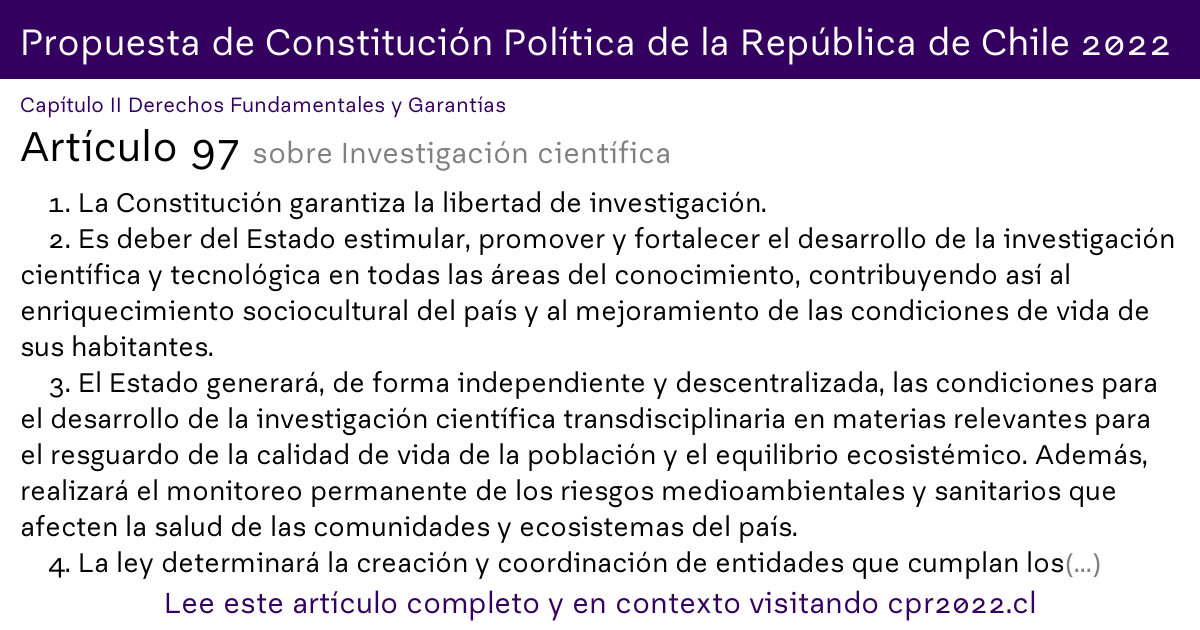 Propuesta de Constitución Política de la República de Chile 2022
Capítulo II Derechos Fundamentales y Garantías
Artículo 97 sobre Investigación científica
1. La Constitución garantiza la libertad de investigación.
2. Es deber del Estado estimular, promover y fortalecer el desarrollo de la investigación
científica y tecnológica en todas las áreas del conocimiento, contribuyendo así al
enriquecimiento sociocultural del país y al mejoramiento de las condiciones de vida de
sus habitantes.
3. El Estado generará, de forma independiente y descentralizada, las condiciones para
el desarrollo de la investigación científica transdisciplinaria en materias relevantes para
el resguardo de la calidad de vida de la población y el equilibrio ecosistémico. Además,
realizará el monitoreo permanente de los riesgos medioambientales y sanitarios que
afecten la salud de las comunidades y ecosistemas del país.
4. La ley determinará la creación y coordinación de entidades que cumplan los(...)
Lee este artículo completo y en contexto visitando cpr2022.cl